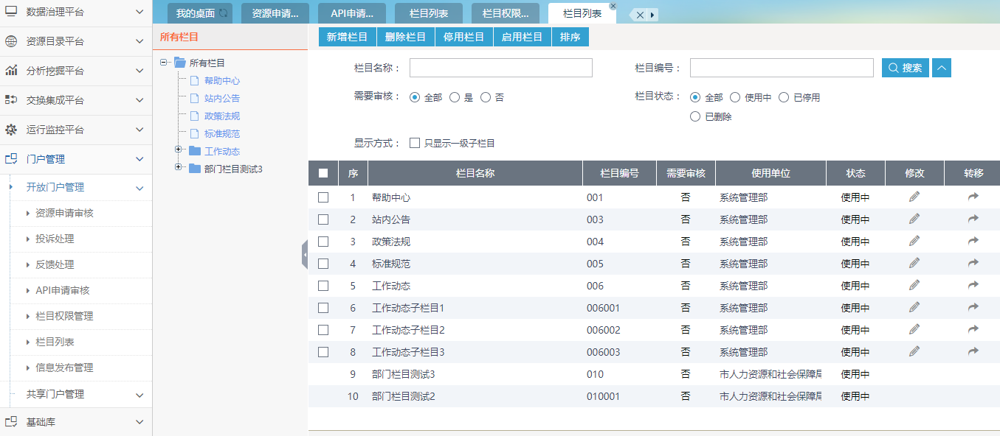 数据治理平台
资源目录平台
分析挖掘平台
交换集成平台
运行监控平台
门户管理
开放门户管理
资源申请审核
投诉处理
反馈处理
API申请审核
栏目权限管理
栏目列表
信息发布管理
共享门户管理
基础库
我的桌面 资源申请... API申请... 栏目列表 栏目权限... 栏目列表
所有栏目
所有栏目
帮助中心
站内公告
政策法规
标准规范
工作动态
部门栏目测试3
新增栏目 删除栏目 停用栏目 启用栏目 排序
栏目名称： 栏目编号： 搜索
需要审核： 全部 是 否 栏目状态： 全部 使用中 已停用
已删除
显示方式： 只显示一级子栏目
序 栏目名称 栏目编号 需要审核 使用单位 状态 修改 转移
1 帮助中心 001 否 系统管理部 使用中
2 站内公告 003 否 系统管理部 使用中
3 政策法规 004 否 系统管理部 使用中
4 标准规范 005 否 系统管理部 使用中
5 工作动态 006 否 系统管理部 使用中
6 工作动态子栏目1 006001 否 系统管理部 使用中
7 工作动态子栏目2 006002 否 系统管理部 使用中
8 工作动态子栏目3 006003 否 系统管理部 使用中
9 部门栏目测试3 010 否 市人力资源和社会保障局 使用中
10 部门栏目测试2 010001 否 市人力资源和社会保障局 使用中